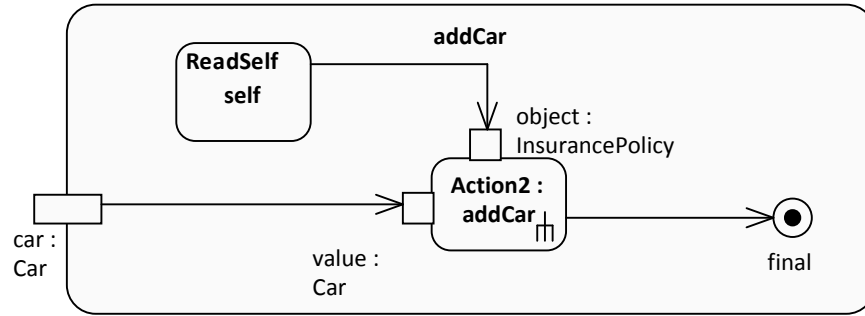 addCar
ReadSelf
self
object :
InsurancePolicy
Action2 :
addCar
car :
Car
value :
Car
final